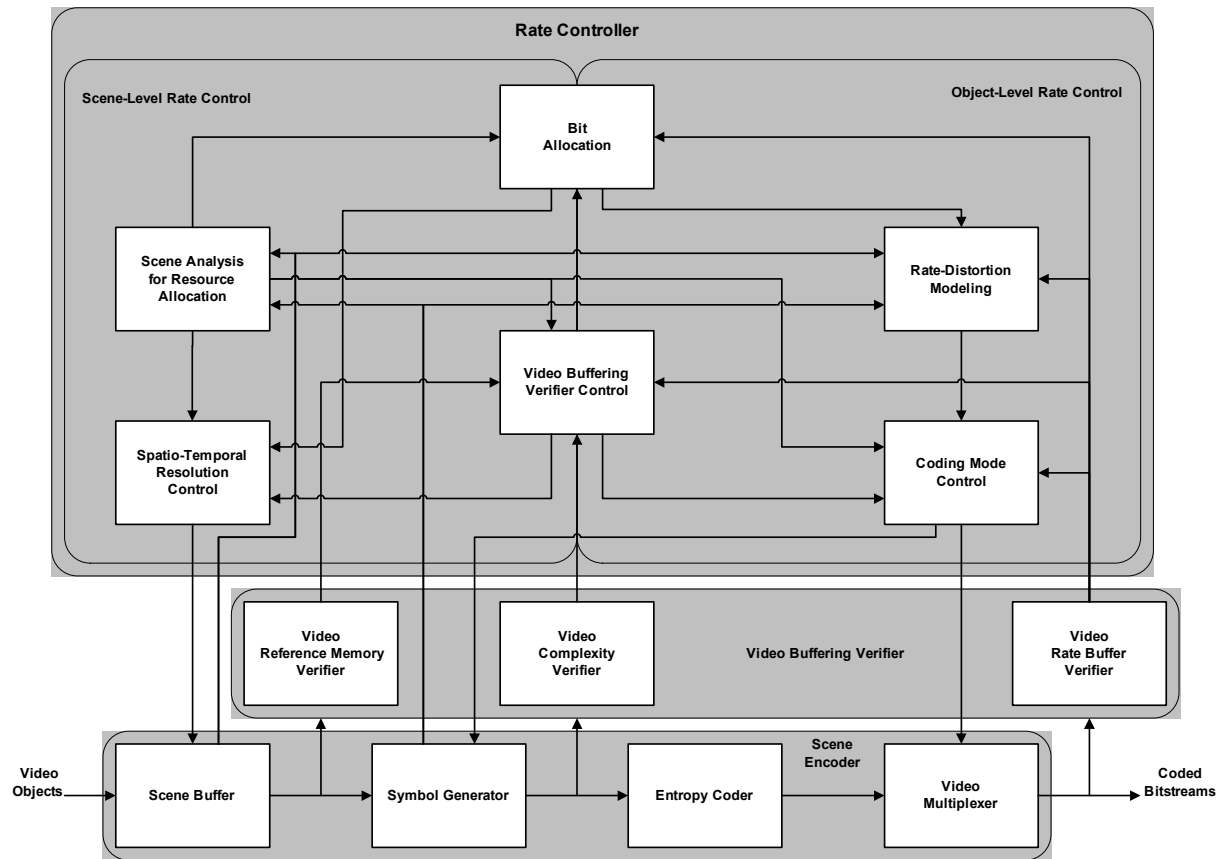 Rate Controller
Scene-Level Rate Control
Object-Level Rate Control
Bit
Allocation
Scene Analysis
for Resource
Allocation
Rate-Distortion
Modeling
Video Buffering
Verifier Control
Spatio-Temporal
Resolution
Control
Coding Mode
Control
Video
Reference Memory
Verifier
Video
Complexity
Verifier
Video Buffering Verifier
Video
Rate Buffer
Verifier
Video
Objects
Scene Buffer
Symbol Generator
Entropy Coder
Scene
Encoder
Video
Multiplexer
Coded
Bitstreams